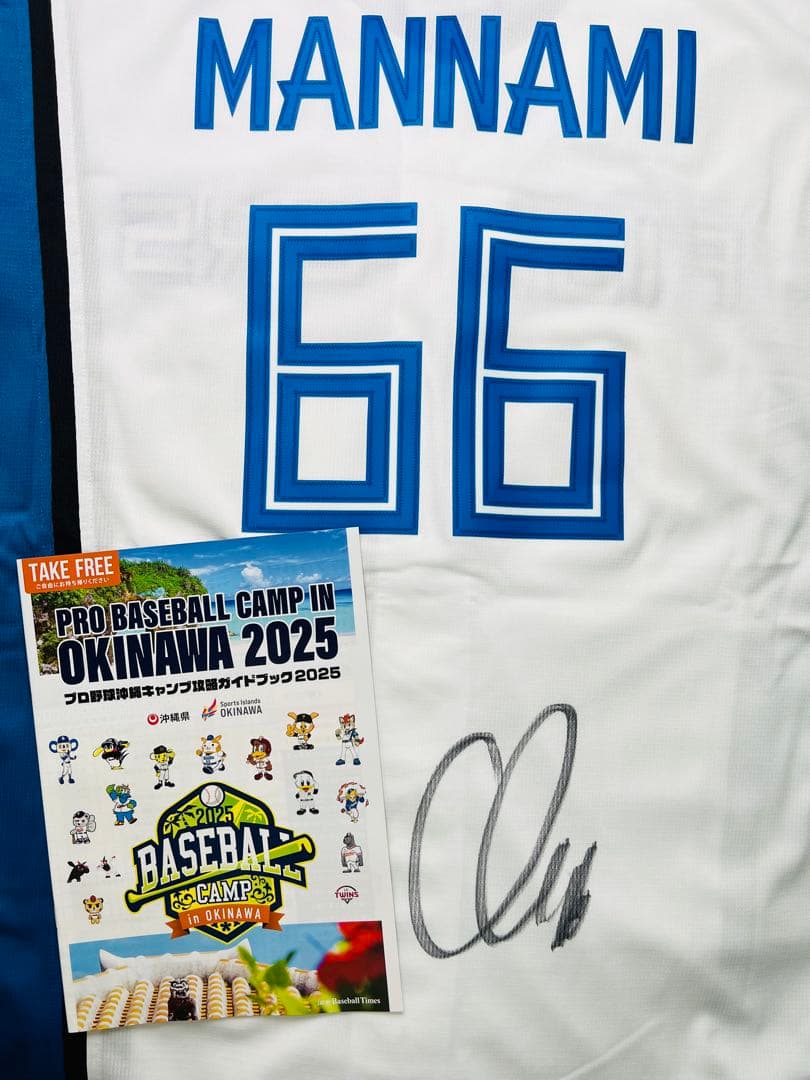 MANNAMI
66
TAKE FREE
ご自由にお持ち帰りください
PRO BASEBALL CAMP IN
OKINAWA 2025
プロ野球沖縄キャンプ攻略ガイドブック2025
沖縄県
Sports Islands
OKINAWA
2025
BASEBALL
CAMP
in OKINAWA
TWINS
Baseball Times